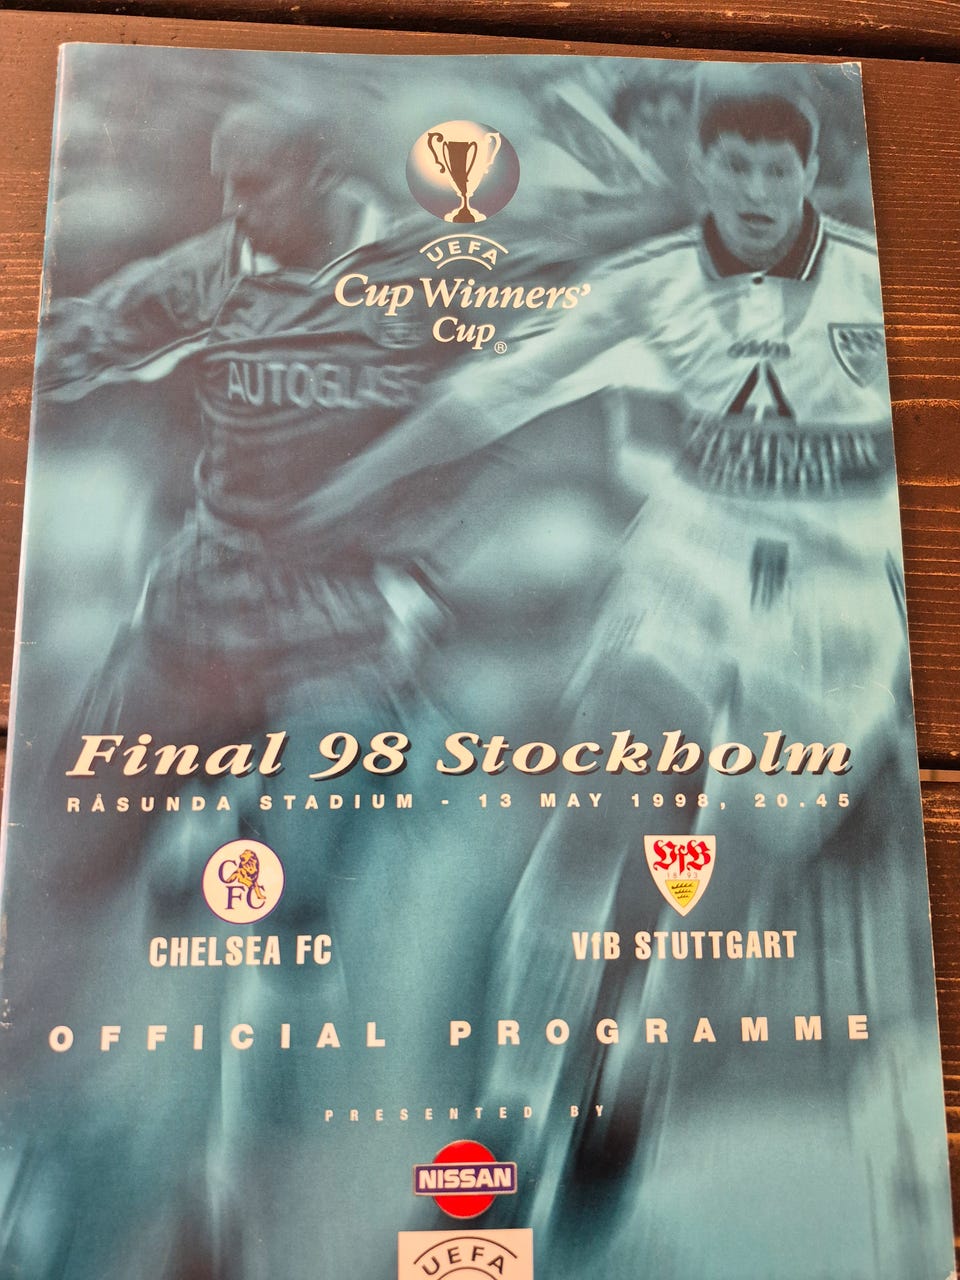 UEFA
Cup Winners'
Cup ®
AUTOGLASS
Final 98 Stockholm
RÅSUNDA STADIUM - 13 MAY 1998, 20.45
CFC
VfB
1893
CHELSEA FC
VfB STUTTGART
OFFICIAL PROGRAMME
PRESENTED BY
NISSAN
UEFA